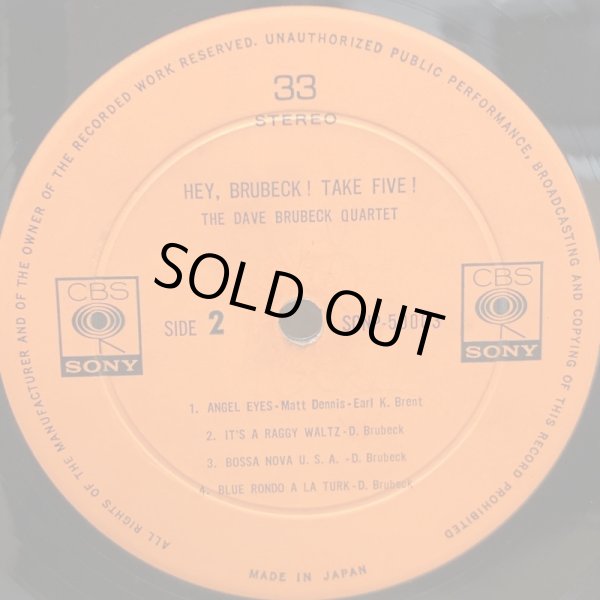 ALL RIGHTS OF THE MANUFACTURER AND OF THE OWNER OF THE RECORDED WORK RESERVED. UNAUTHORIZED PUBLIC PERFORMANCE, BROADCASTING AND COPYING OF THIS RECORD PROHIBITED
33
STEREO
HEY, BRUBECK! TAKE FIVE!
THE DAVE BRUBECK QUARTET
SOLD OUT
CBS
SONY
SIDE 2
CBS
SONY
1. ANGEL EYES-Matt Dennis-Earl K. Brent
2. IT'S A RAGGY WALTZ-D. Brubeck
3. BOSSA NOVA U. S. A. -D. Brubeck
4. BLUE RONDO A LA TURK-D. Brubeck
MADE IN JAPAN